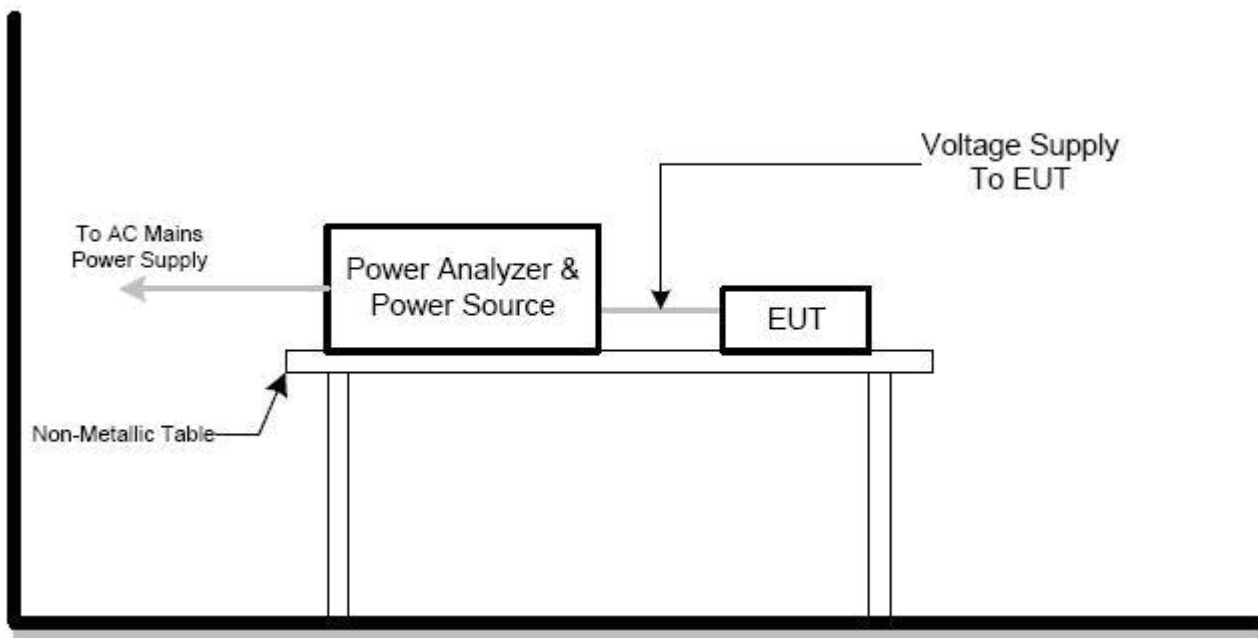 Voltage Supply
To EUT
To AC Mains
Power Supply
Power Analyzer &
Power Source
EUT
Non-Metallic Table